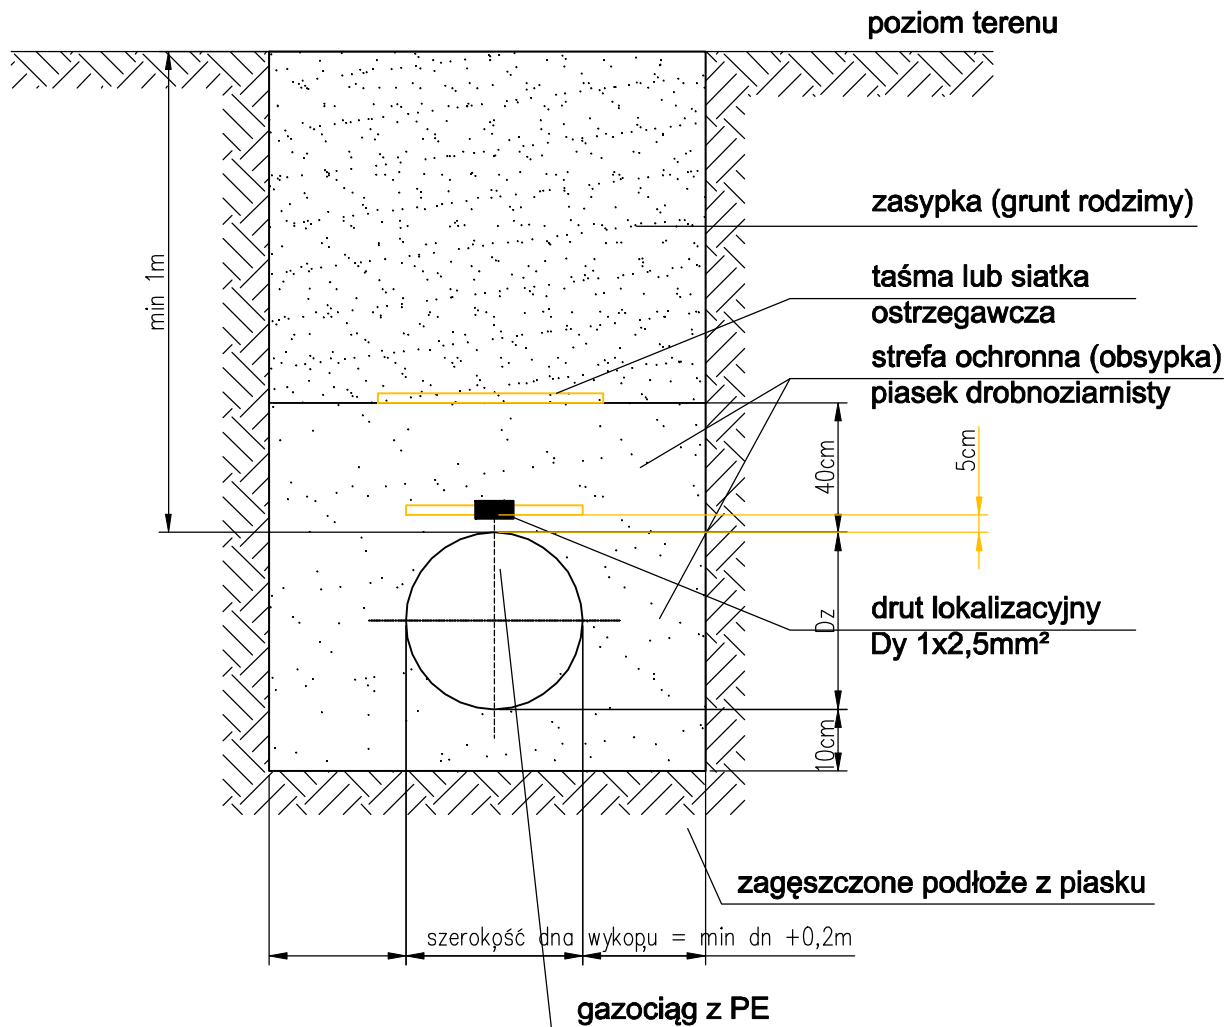 poziom terenu
zasypka (grunt rodzimy)
min 1m
taśma lub siatka
ostrzegawcza
strefa ochronna (obsypka)
piasek drobnoziarnisty
40cm
5cm
drut lokalizacyjny
Dy 1x2,5mm²
Dz
10cm
zagęszczone podłoże z piasku
szerokość dna wykopu = min dn +0,2m
gazociąg z PE